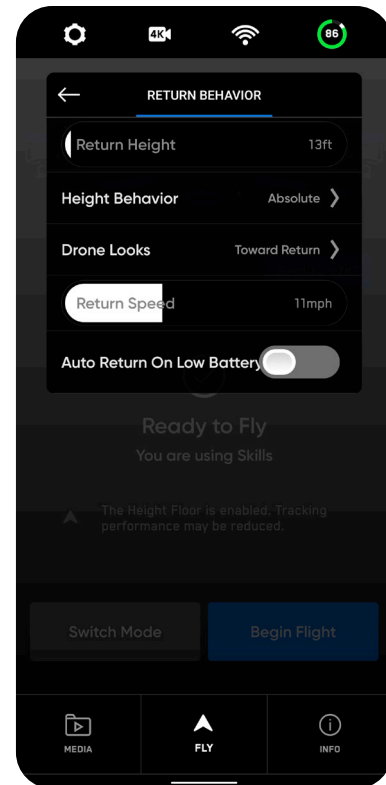 4K
86
RETURN BEHAVIOR
Return Height 13ft
Height Behavior Absolute
Drone Looks Toward Return
Return Speed 11mph
Auto Return On Low Battery
Ready to Fly
You are using Skills
The Height Floor is enabled. Tracking
performance may be reduced.
Switch Mode Begin Flight
MEDIA FLY INFO